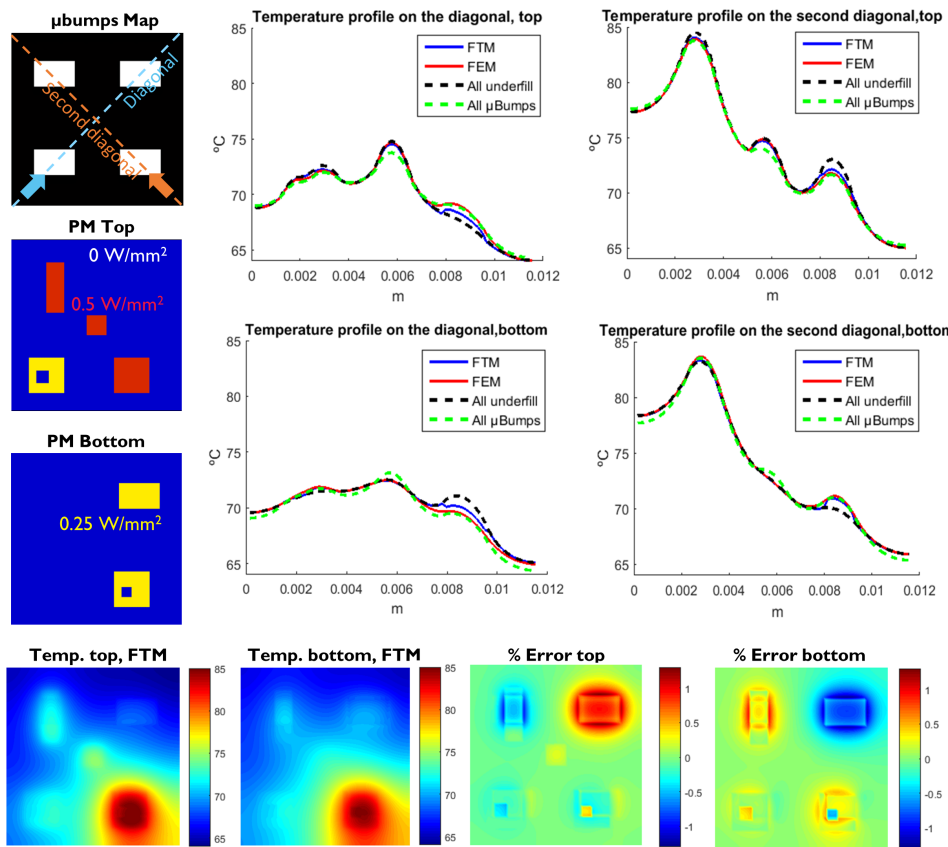 µbumps Map
Diagonal
Second diagonal
PM Top
0 W/mm²
0.5 W/mm²
PM Bottom
0.25 W/mm²
Temperature profile on the diagonal, top
FTM
FEM
All underfill
All µBumps
85
80
75
70
65
ºC
0
0.002
0.004
0.006
0.008
0.01
0.012
m
Temperature profile on the second diagonal,top
FTM
FEM
All underfill
All µBumps
85
80
75
70
65
ºC
0
0.002
0.004
0.006
0.008
0.01
0.012
m
Temperature profile on the diagonal,bottom
FTM
FEM
All underfill
All µBumps
85
80
75
70
65
ºC
0
0.002
0.004
0.006
0.008
0.01
0.012
m
Temperature profile on the second diagonal,bottom
FTM
FEM
All underfill
All µBumps
85
80
75
70
65
ºC
0
0.002
0.004
0.006
0.008
0.01
0.012
m
Temp. top, FTM
85
80
75
70
65
Temp. bottom, FTM
85
80
75
70
65
% Error top
1
0.5
0
-0.5
-1
% Error bottom
1
0.5
0
-0.5
-1